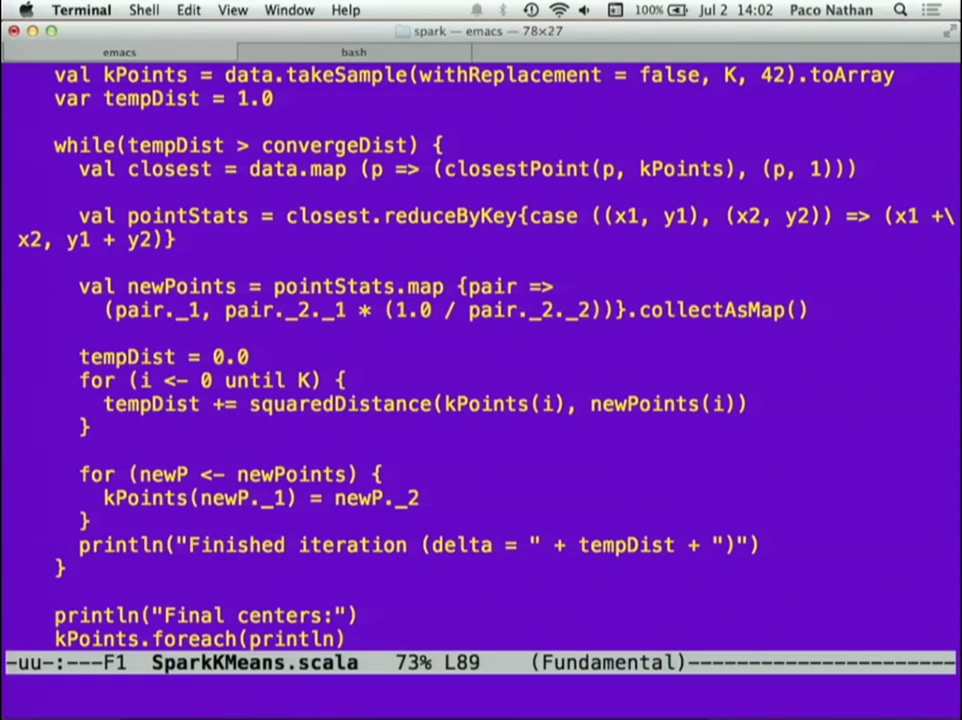 Terminal Shell Edit View Window Help 100% Jul 2 14:02 Paco Nathan
spark — emacs — 78×27
emacs bash
val kPoints = data.takeSample(withReplacement = false, K, 42).toArray
var tempDist = 1.0
while(tempDist > convergeDist) {
val closest = data.map (p => (closestPoint(p, kPoints), (p, 1)))
val pointStats = closest.reduceByKey{case ((x1, y1), (x2, y2)) => (x1 +\
x2, y1 + y2)}
val newPoints = pointStats.map {pair =>
(pair._1, pair._2._1 * (1.0 / pair._2._2))}.collectAsMap()
tempDist = 0.0
for (i <- 0 until K) {
tempDist += squaredDistance(kPoints(i), newPoints(i))
}
for (newP <- newPoints) {
kPoints(newP._1) = newP._2
}
println("Finished iteration (delta = " + tempDist + ")")
}
println("Final centers:")
kPoints.foreach(println)
-uu-:---F1 SparkKMeans.scala 73% L89 (Fundamental)----------------------